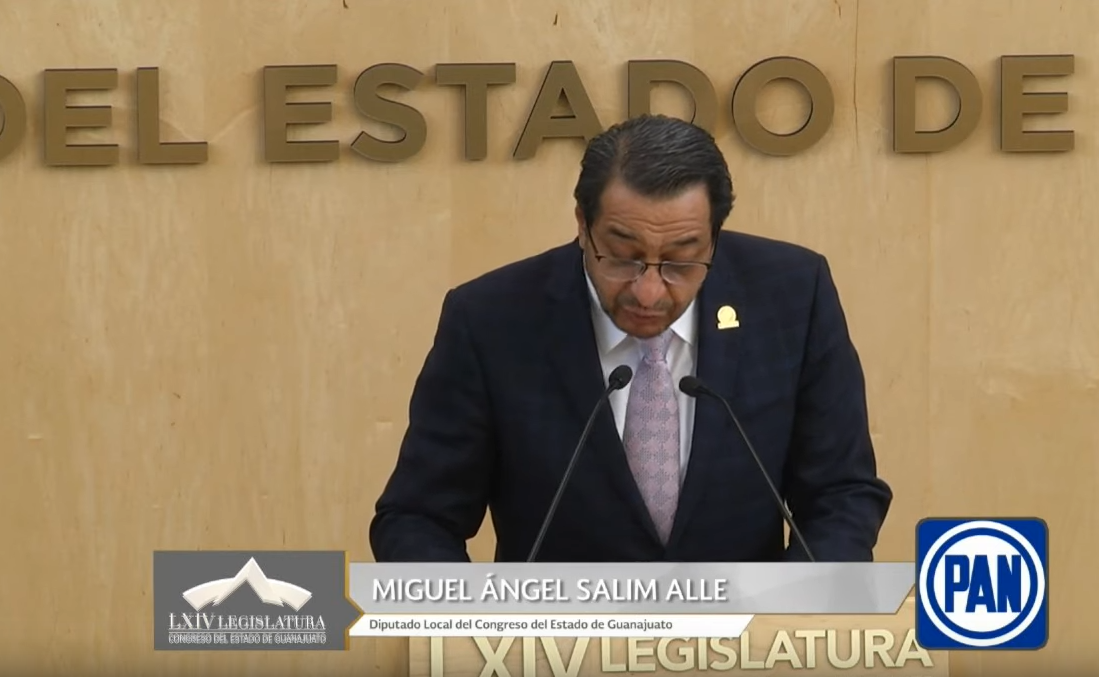 DEL ESTADO DE
MIGUEL ÁNGEL SALIM ALLE
Diputado Local del Congreso del Estado de Guanajuato
LXIV LEGISLATURA
CONGRESO DEL ESTADO DE GUANAJUATO
PAN
LXIV LEGISLATURA